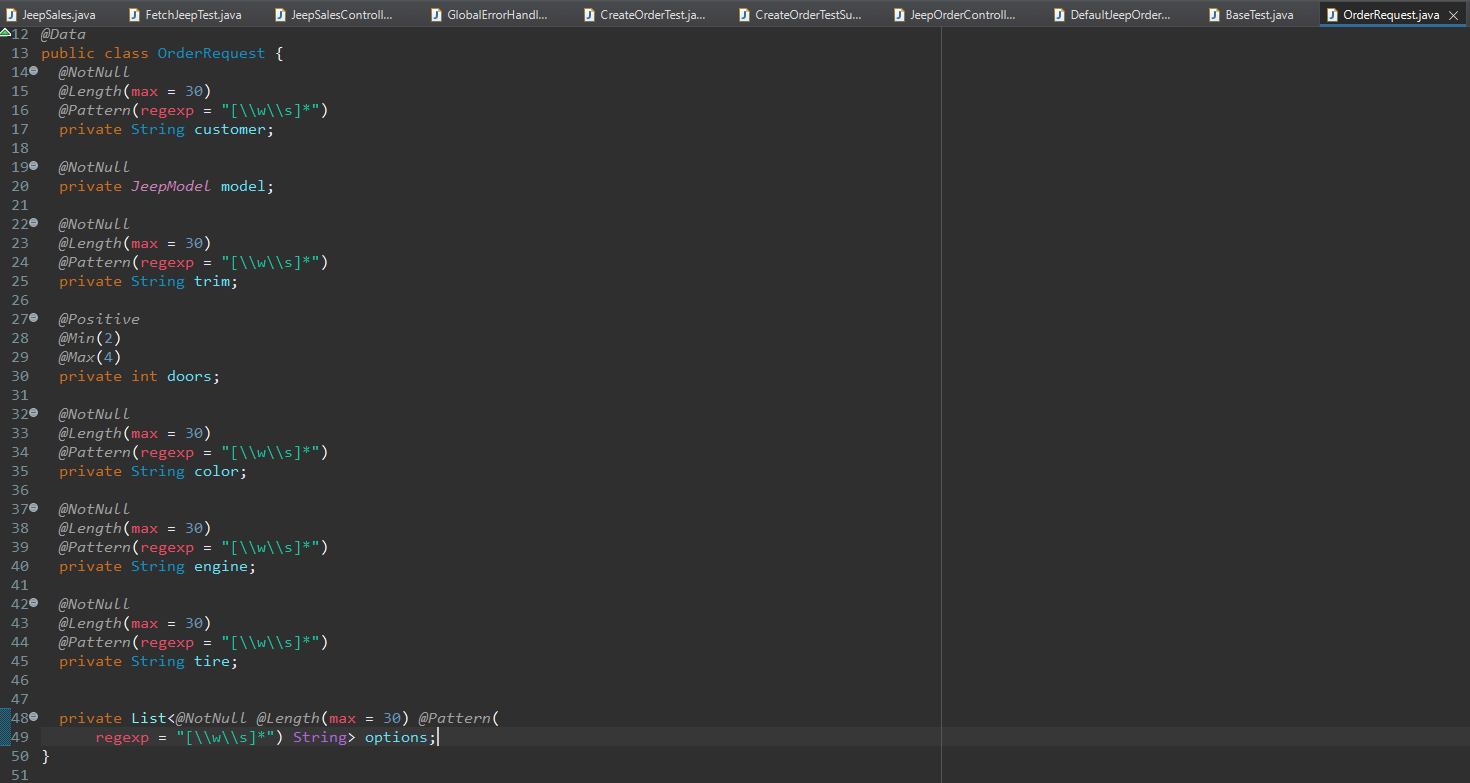 JeepSales.java FetchJeepTest.java JeepSalesControll... GlobalErrorHandl... CreateOrderTest.ja... CreateOrderTestSu... JeepOrderControll... DefaultJeepOrder... BaseTest.java OrderRequest.java
12 @Data
13 public class OrderRequest {
14 @NotNull
15 @Length(max = 30)
16 @Pattern(regexp = "[\\w\\s]*")
17 private String customer;
18
19 @NotNull
20 private JeepModel model;
21
22 @NotNull
23 @Length(max = 30)
24 @Pattern(regexp = "[\\w\\s]*")
25 private String trim;
26
27 @Positive
28 @Min(2)
29 @Max(4)
30 private int doors;
31
32 @NotNull
33 @Length(max = 30)
34 @Pattern(regexp = "[\\w\\s]*")
35 private String color;
36
37 @NotNull
38 @Length(max = 30)
39 @Pattern(regexp = "[\\w\\s]*")
40 private String engine;
41
42 @NotNull
43 @Length(max = 30)
44 @Pattern(regexp = "[\\w\\s]*")
45 private String tire;
46
47
48 private List<@NotNull @Length(max = 30) @Pattern(
49 regexp = "[\\w\\s]*") String> options;
50 }
51